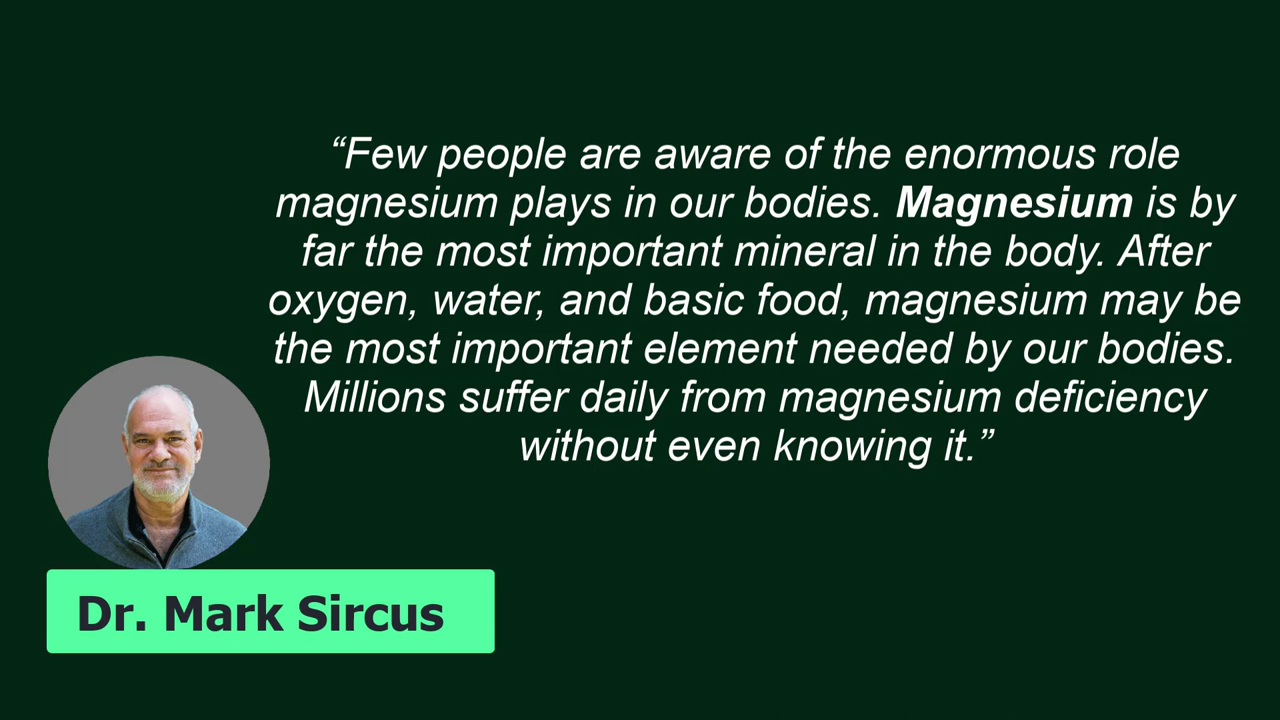 “Few people are aware of the enormous role
magnesium plays in our bodies. Magnesium is by
far the most important mineral in the body. After
oxygen, water, and basic food, magnesium may be
the most important element needed by our bodies.
Millions suffer daily from magnesium deficiency
without even knowing it.”
Dr. Mark Sircus